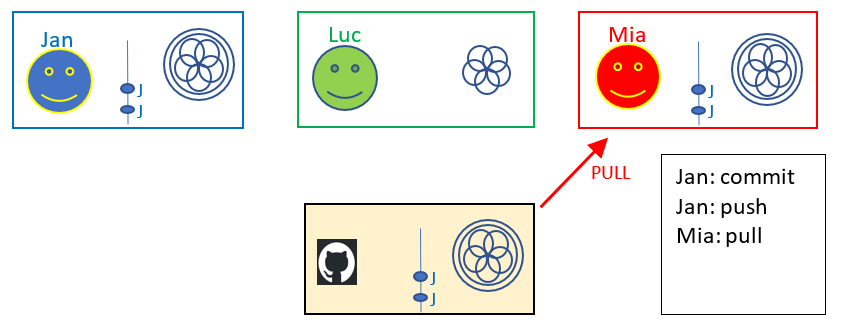 Jan
Luc
Mia
J
J
J
J
PULL
Jan: commit
Jan: push
Mia: pull
J
J